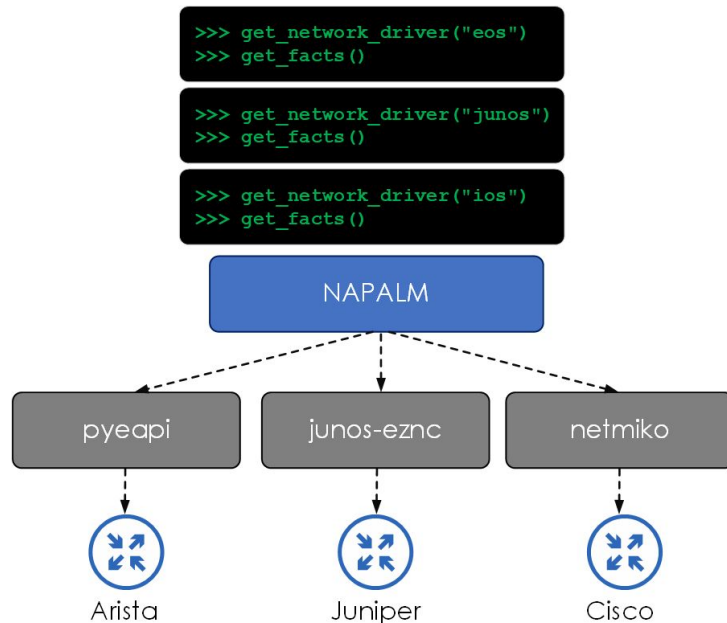 >>> get_network_driver("eos")
>>> get_facts()
>>> get_network_driver("junos")
>>> get_facts()
>>> get_network_driver("ios")
>>> get_facts()
NAPALM
pyeapi junos-eznc netmiko
Arista Juniper Cisco